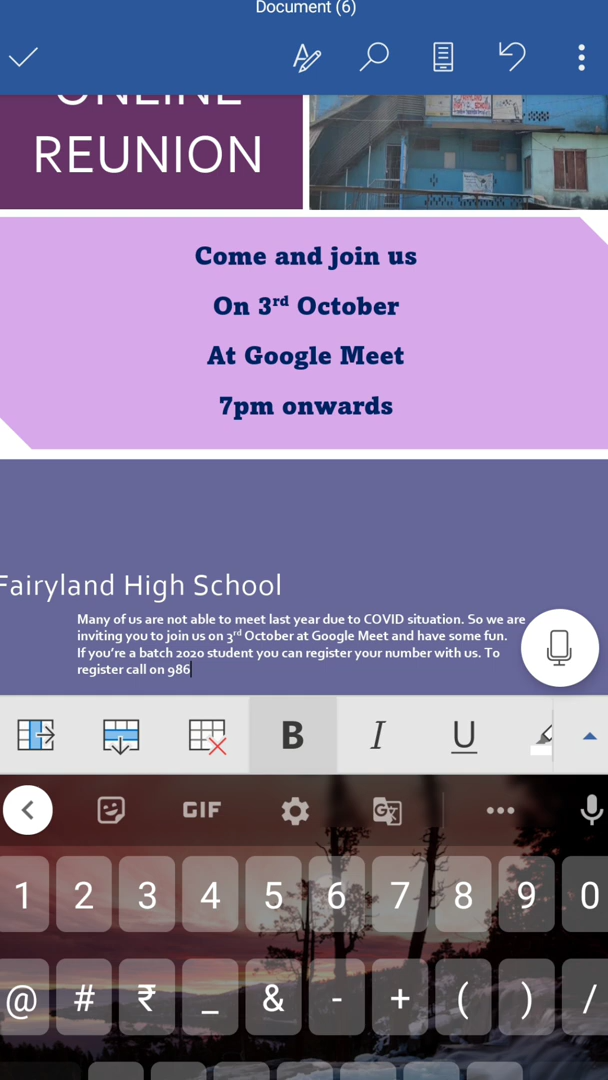 Document (6)
ONLINE
REUNION
Come and join us
On 3rd October
At Google Meet
7pm onwards
Fairyland High School
Many of us are not able to meet last year due to COVID situation. So we are
inviting you to join us on 3rd October at Google Meet and have some fun.
If you're a batch 2020 student you can register your number with us. To
register call on 986
B I U
GIF
1 2 3 4 5 6 7 8 9 0
@ # ₹ _ & - + ( ) /